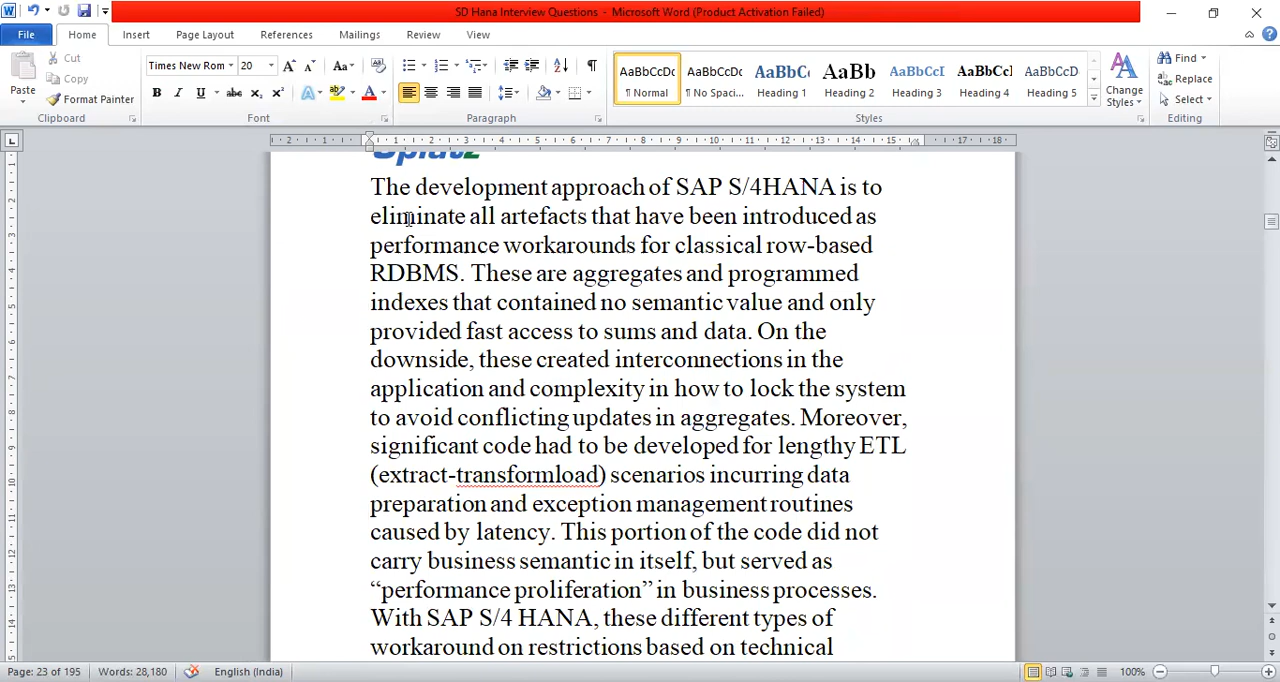 SD Hana Interview Questions - Microsoft Word (Product Activation Failed)
File Home Insert Page Layout References Mailings Review View
Paste Cut Copy Format Painter
Times New Rom 20
AaBbCcDc AaBbCcDc AaBbCc AaBb AaBbCcI AaBbCcI AaBbCcD
¶ Normal ¶ No Spaci... Heading 1 Heading 2 Heading 3 Heading 4 Heading 5
Change Styles
Find Replace Select
Clipboard Font Paragraph Styles Editing
The development approach of SAP S/4HANA is to
eliminate all artefacts that have been introduced as
performance workarounds for classical row-based
RDBMS. These are aggregates and programmed
indexes that contained no semantic value and only
provided fast access to sums and data. On the
downside, these created interconnections in the
application and complexity in how to lock the system
to avoid conflicting updates in aggregates. Moreover,
significant code had to be developed for lengthy ETL
(extract-transformload) scenarios incurring data
preparation and exception management routines
caused by latency. This portion of the code did not
carry business semantic in itself, but served as
“performance proliferation” in business processes.
With SAP S/4 HANA, these different types of
workaround on restrictions based on technical
Page: 23 of 195 Words: 28,180 English (India) 100%